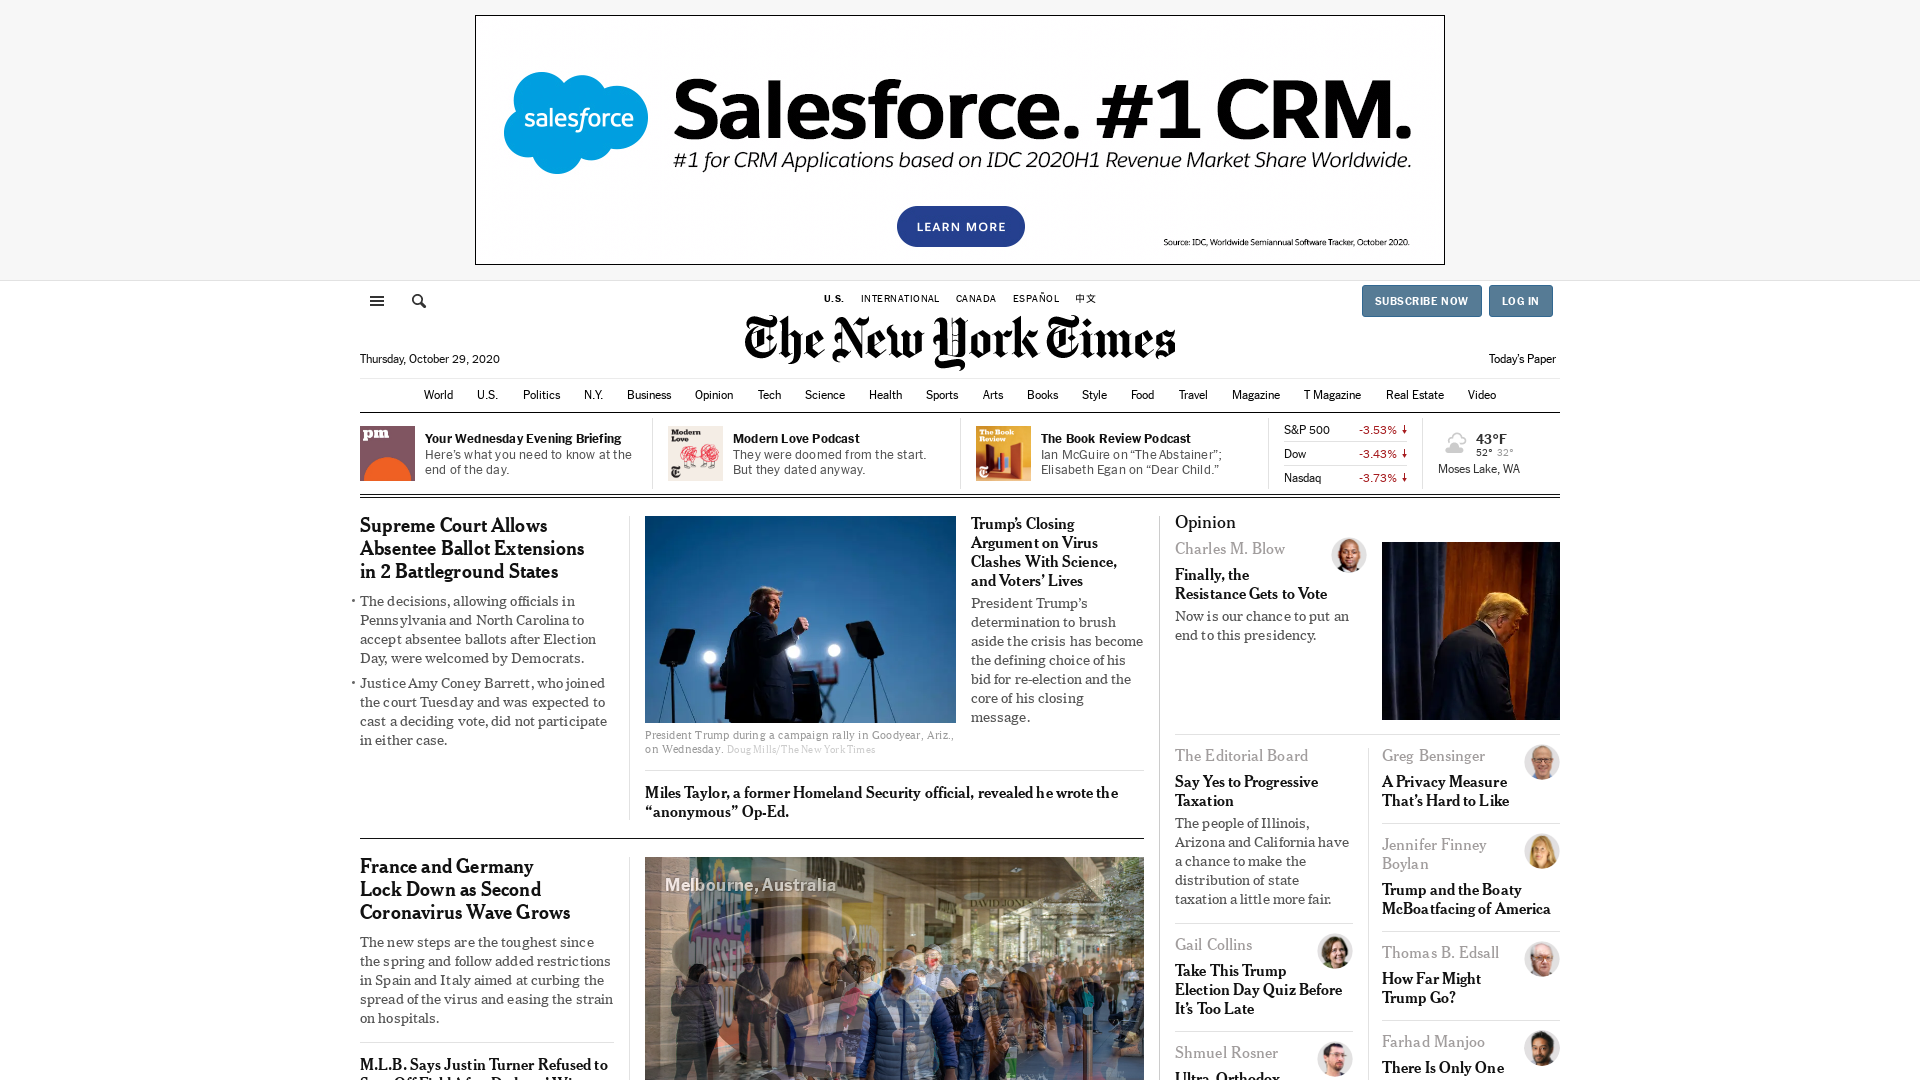 salesforce
Salesforce. #1 CRM.
#1 for CRM Applications based on IDC 2020H1 Revenue Market Share Worldwide.
LEARN MORE
Source: IDC, Worldwide Semiannual Software Tracker, October 2020.
U.S. INTERNATIONAL CANADA ESPAÑOL 中文
SUBSCRIBE NOW LOG IN
The New York Times
Thursday, October 29, 2020
Today's Paper
World U.S. Politics N.Y. Business Opinion Tech Science Health Sports Arts Books Style Food Travel Magazine T Magazine Real Estate Video
pm
Your Wednesday Evening Briefing
Here's what you need to know at the
end of the day.
Modern
Love
Modern Love Podcast
They were doomed from the start.
But they dated anyway.
The Book
Review
The Book Review Podcast
Ian McGuire on “The Abstainer”;
Elisabeth Egan on “Dear Child.”
S&P 500 -3.53%
Dow -3.43%
Nasdaq -3.73%
43°F
52° 32°
Moses Lake, WA
Supreme Court Allows
Absentee Ballot Extensions
in 2 Battleground States
• The decisions, allowing officials in
Pennsylvania and North Carolina to
accept absentee ballots after Election
Day, were welcomed by Democrats.
• Justice Amy Coney Barrett, who joined
the court Tuesday and was expected to
cast a deciding vote, did not participate
in either case.
President Trump during a campaign rally in Goodyear, Ariz.,
on Wednesday. Doug Mills/The New York Times
Trump’s Closing
Argument on Virus
Clashes With Science,
and Voters’ Lives
President Trump’s
determination to brush
aside the crisis has become
the defining choice of his
bid for re-election and the
core of his closing
message.
Miles Taylor, a former Homeland Security official, revealed he wrote the
“anonymous” Op-Ed.
France and Germany
Lock Down as Second
Coronavirus Wave Grows
The new steps are the toughest since
the spring and follow added restrictions
in Spain and Italy aimed at curbing the
spread of the virus and easing the strain
on hospitals.
M.L.B. Says Justin Turner Refused to
Melbourne, Australia
DAVID JONES
WE'VE
MISSED
YOU
Opinion
Charles M. Blow
Finally, the
Resistance Gets to Vote
Now is our chance to put an
end to this presidency.
The Editorial Board
Say Yes to Progressive
Taxation
The people of Illinois,
Arizona and California have
a chance to make the
distribution of state
taxation a little more fair.
Gail Collins
Take This Trump
Election Day Quiz Before
It’s Too Late
Shmuel Rosner
Ultra-Orthodox
Greg Bensinger
A Privacy Measure
That’s Hard to Like
Jennifer Finney
Boylan
Trump and the Boaty
McBoatfacing of America
Thomas B. Edsall
How Far Might
Trump Go?
Farhad Manjoo
There Is Only One